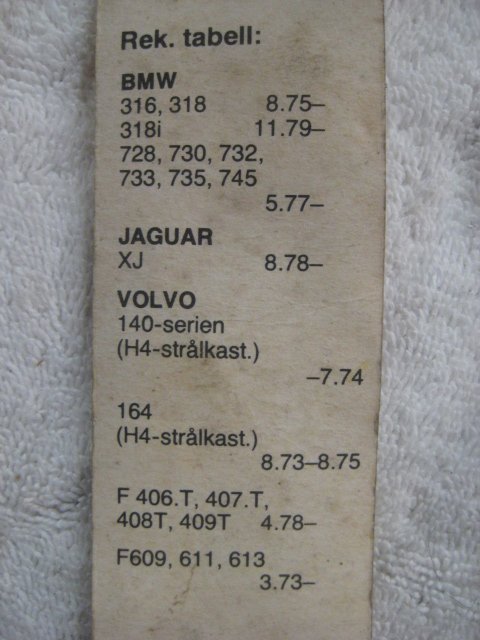 Rek. tabell:
BMW
316, 318 8.75–
318i 11.79–
728, 730, 732,
733, 735, 745
5.77–
JAGUAR
XJ 8.78–
VOLVO
140-serien
(H4-strålkast.)
–7.74
164
(H4-strålkast.)
8.73–8.75
F 406.T, 407.T,
408T, 409T 4.78–
F609, 611, 613
3.73–